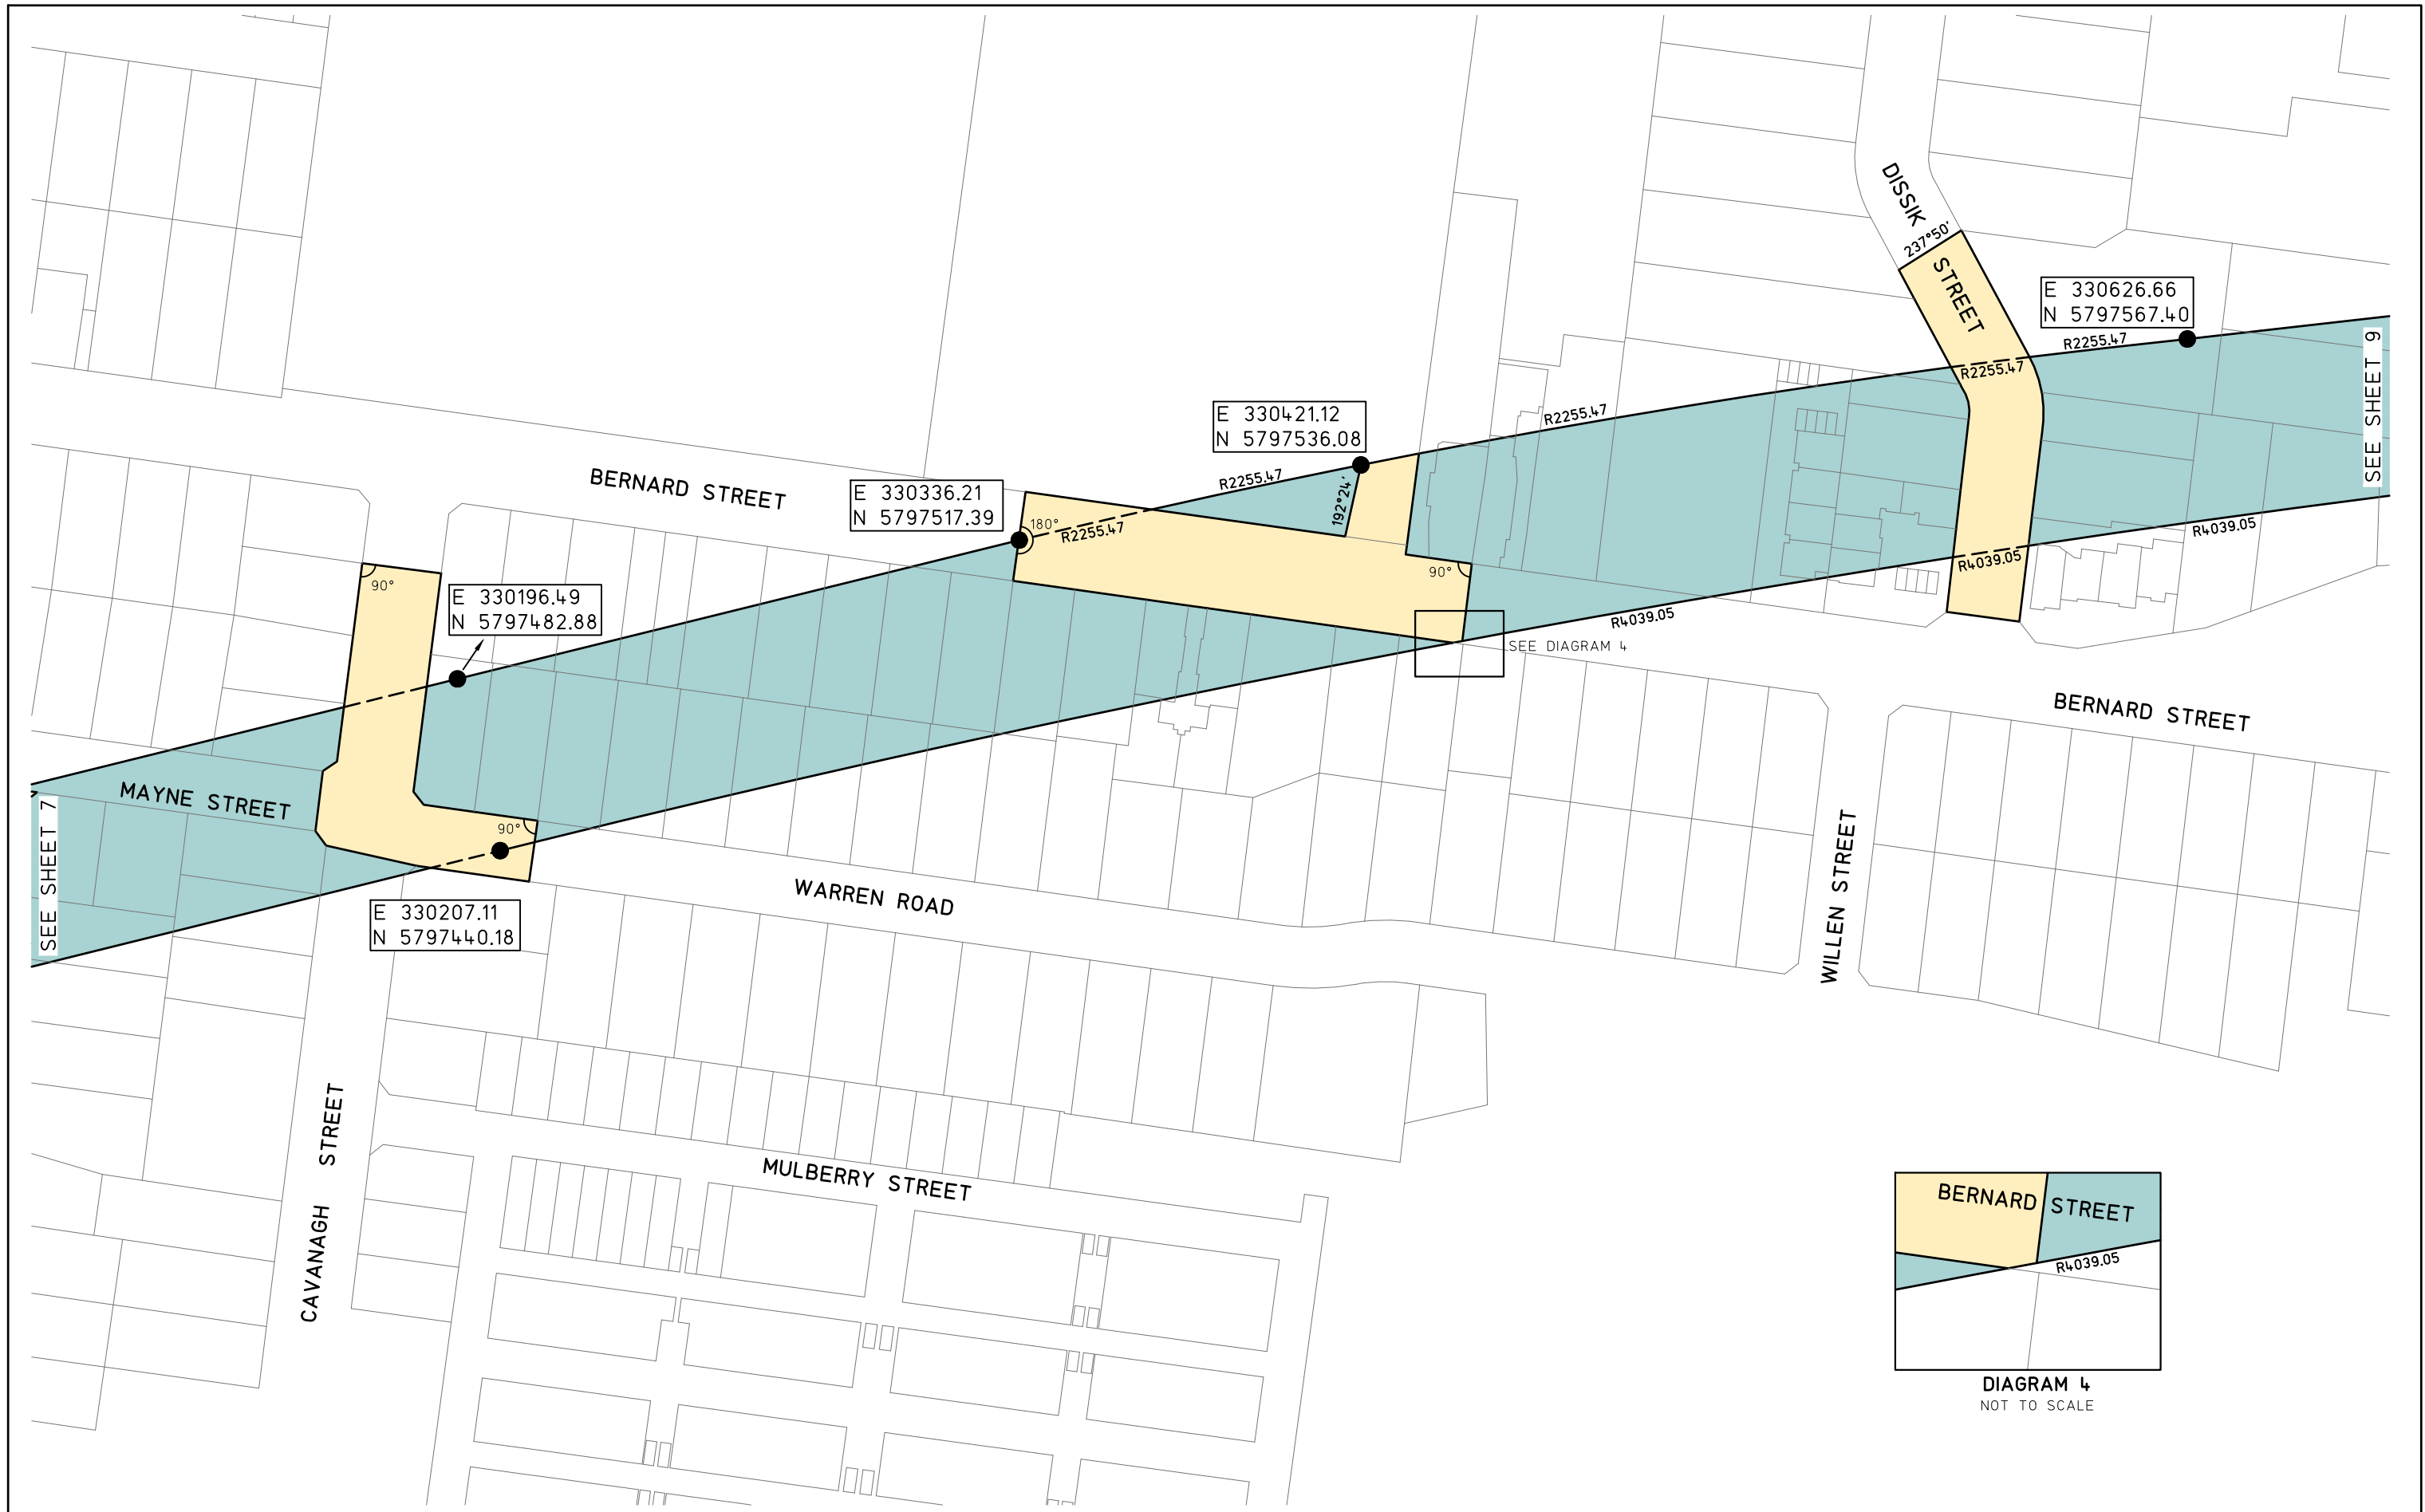 DISSIK
STREET
237°50'
E 330626.66
N 5797567.40
R2255.47
R2255.47
SEE SHEET 9
E 330421.12
N 5797536.08
R2255.47
BERNARD STREET
E 330336.21
N 5797517.39
R2255.47
192°24'
180°
R2255.47
90°
R4039.05
R4039.05
90°
E 330196.49
N 5797482.88
R4039.05
SEE DIAGRAM 4
BERNARD STREET
MAYNE STREET
SEE SHEET 7
90°
WARREN ROAD
WILLEN STREET
E 330207.11
N 5797440.18
CAVANAGH STREET
MULBERRY STREET
BERNARD STREET
R4039.05
DIAGRAM 4
NOT TO SCALE